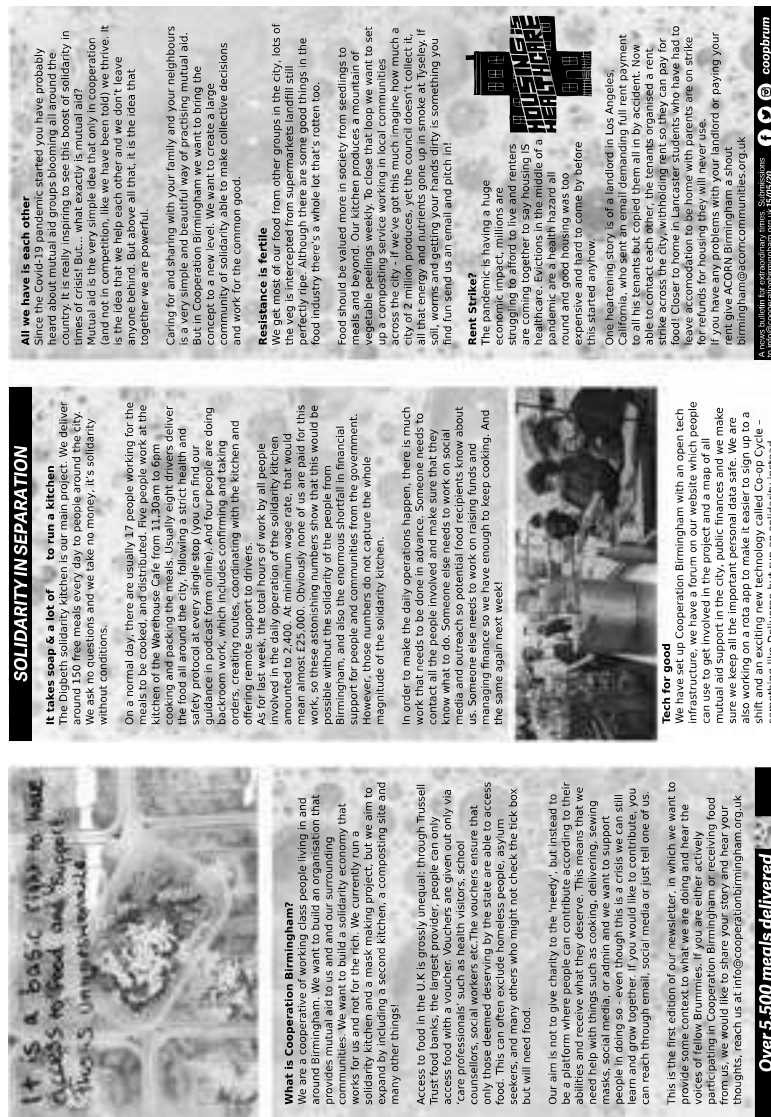 It is a basic right to have
access to food and support.
This is
What is Cooperation Birmingham?
We are a cooperative of working class people living in and
around Birmingham. We want to build an organisation that
provides mutual aid to us and and our surrounding
communities. We want to build a solidarity economy that
works for us and not for the rich. We currently run a
solidarity kitchen and a mask making project, but we aim to
expand by including a second kitchen, a composting site and
many other things!
Access to food in the U.K is grossly unequal: through Trussell
Trust food banks, the largest provider, people can only
access food with a voucher. Vouchers are given out only via
'care professionals' such as health visitors, school
counsellors, social workers etc.The vouchers ensure that
only those deemed deserving by the state are able to access
food. This can often exclude homeless people, asylum
seekers, and many others who might not check the tick box
but will need food.
Our aim is not to give charity to the 'needy', but instead to
be a platform where people can contribute according to their
abilities and receive what they deserve. This means that we
need help with things such as cooking, delivering, sewing
masks, social media, or admin and we want to support
people in doing so - even though this is a crisis we can still
learn and grow together. If you would like to contribute, you
can reach through email, social media or just tell one of us.
This is the first edition of our newsletter, in which we want to
provide some context to what we are doing and hear the
voices of fellow Brummies. If you are either actively
participating in Cooperation Birmingham or receiving food
from us, we would like to share your story and hear your
thoughts, reach us at info@cooperationbirmingham.org.uk
Over 5,500 meals delivered
SOLIDARITY IN SEPARATION
It takes soap & a lot of to run a kitchen
The Digbeth solidarity kitchen is our main project. We deliver
around 150 free meals every day to people around the city.
We ask no questions and we take no money, it's solidarity
without conditions.
On a normal day, there are usually 17 people working for the
meals to be cooked, and distributed. Five people work at the
kitchen of the Warehouse Cafe from 11.30am to 6pm
cooking and packing the meals. Usually eight drivers deliver
the food all around the city, following a strict health and
safety protocol at every single stop (you can find our
guidance in podcast form online). And four people are doing
backroom work, which includes confirming and taking
orders, creating routes, coordinating with the kitchen and
offering remote support to drivers.
As for last week, the total hours of work by all people
involved in the daily operation of the solidarity kitchen
amounted to 2,400. At minimum wage rate, that would
mean almost £25,000. Obviously none of us are paid for this
work, so these astonishing numbers show that this would be
possible without the solidarity of the people from
Birmingham, and also the enormous shortfall in financial
support for people and communities from the government.
However, those numbers do not capture the whole
magnitude of the solidarity kitchen.
In order to make the daily operations happen, there is much
work that needs to be done in advance. Someone needs to
contact all the people involved and make sure that they
know what to do. Someone else needs to work on social
media and outreach so potential food recipients know about
us. Someone else needs to work on raising funds and
managing finance so we have enough to keep cooking. And
the same again next week!
Tech for good
We have set up Cooperation Birmingham with an open tech
infrastructure, we have a forum on our website which people
can use to get involved in the project and a map of all
mutual aid support in the city, public finances and we make
sure we keep all the important personal data safe. We are
also working on a rota app to make it easier to sign up to a
shift and an exciting new technology called Co-op Cycle –
All we have is each other
Since the Covid-19 pandemic started you have probably
heard about mutual aid groups blooming all around the
country. It is really inspiring to see this boost of solidarity in
times of crisis! But... what exactly is mutual aid?
Mutual aid is the very simple idea that only in cooperation
(and not in competition, like we have been told) we thrive. It
is the idea that we help each other and we don't leave
anyone behind. But above all that, it is the idea that
together we are powerful.
Caring for and sharing with your family and your neighbours
is a very simple and beautiful way of practising mutual aid.
But in Cooperation Birmingham we want to bring the
concept to a new level. We want to create a large
community of solidarity able to make collective decisions
and work for the common good.
Resistance is fertile
We get most of our food from other groups in the city, lots of
the veg is intercepted from supermarkets landfill still
perfectly ripe. Although there are some good things in the
food industry there's a whole lot that's rotten too.
Food should be valued more in society from seedlings to
meals and beyond. Our kitchen produces a mountain of
vegetable peelings weekly. To close that loop we want to set
up a composting service working in local communities
across the city - if we've got this much imagine how much a
city of 2 million produces, yet the council doesn't collect it,
all that energy and nutrients gone up in smoke at Tyseley. If
soil, worms and getting your hands dirty is something you
find fun send us an email and pitch in!
Rent Strike?
The pandemic is having a huge
economic impact, millions are
struggling to afford to live and renters
are coming together to say housing IS
healthcare. Evictions in the middle of a
pandemic are a health hazard all
round and good housing was too
expensive and hard to come by before
this started anyhow.
HOUSING IS
HEALTHCARE
One heartening story is of a landlord in Los Angeles,
California, who sent an email demanding full rent payment
to all his tenants but copied them all in by accident. Now
able to contact each other, the tenants organised a rent
strike across the city, witholding rent so they can pay for
food! Closer to home in Lancaster students who have had to
leave accomodation to be home with parents are on strike
for refunds for housing they will never use.
If you have any problems with your landlord or paying your
rent give ACORN Birmingham a shout
birmingham@acorncommunities.org.uk
A news bulletin for extraordinary times. Submissions
coopbrum